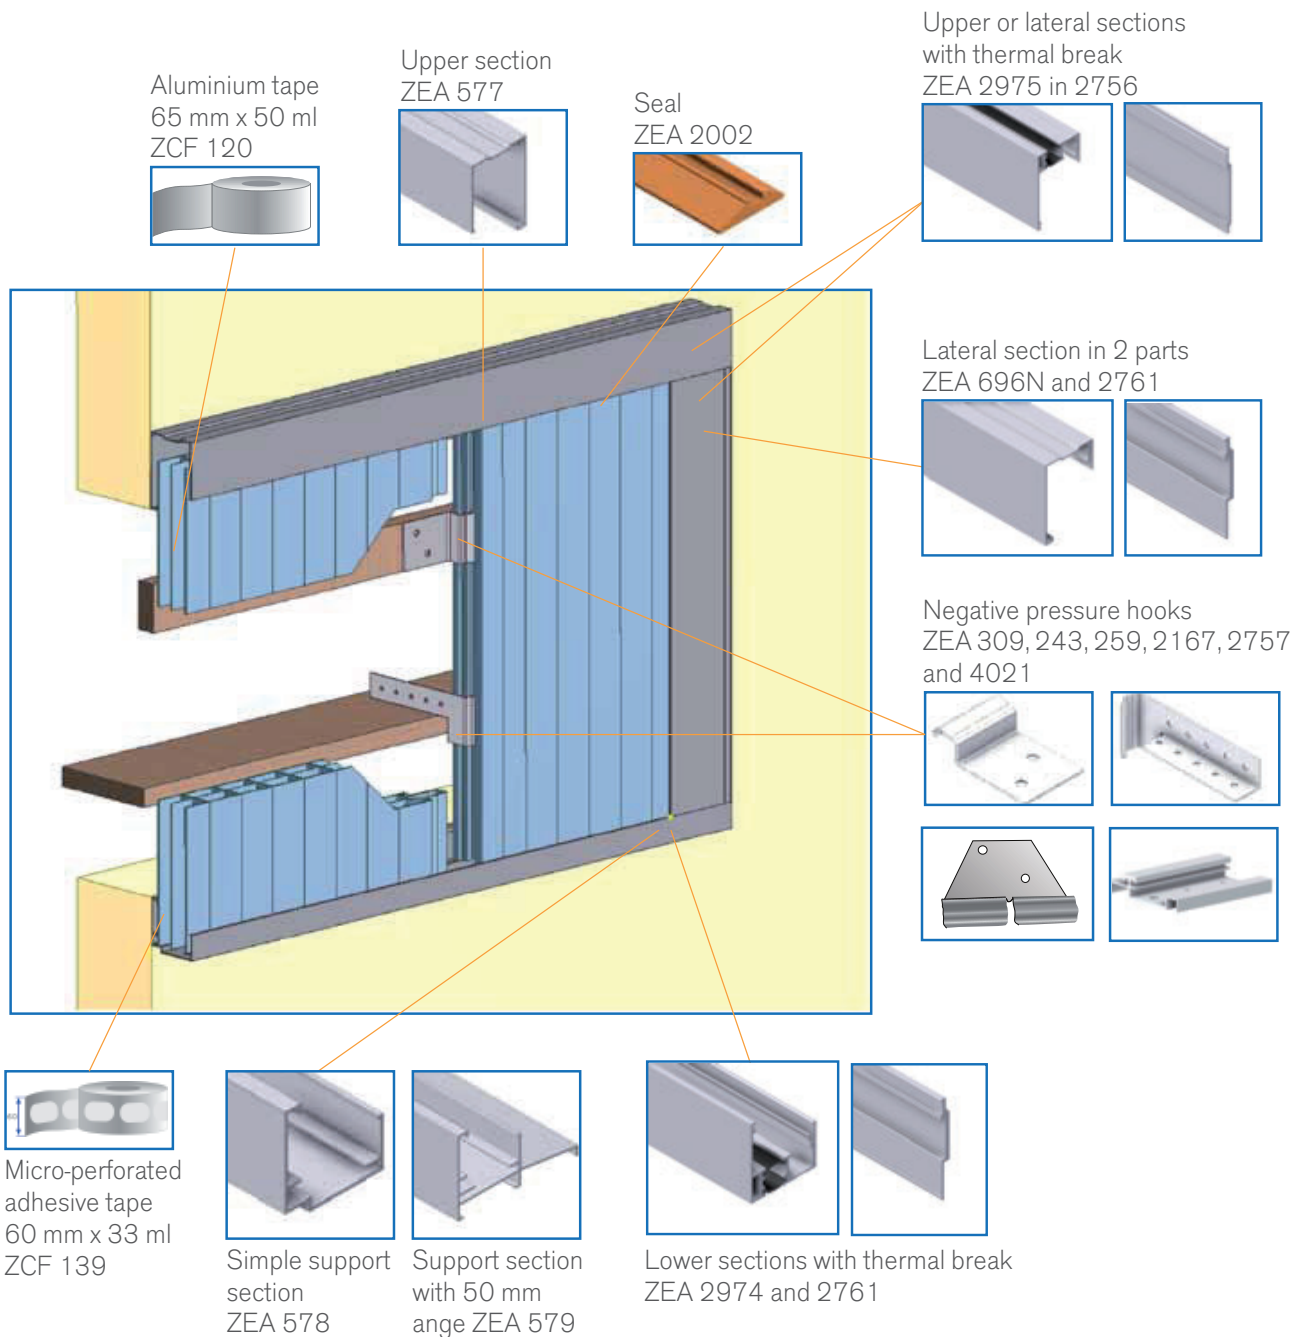 Aluminium tape
65 mm x 50 ml
ZCF 120
Upper section
ZEA 577
Seal
ZEA 2002
Upper or lateral sections
with thermal break
ZEA 2975 in 2756
Lateral section in 2 parts
ZEA 696N and 2761
Negative pressure hooks
ZEA 309, 243, 259, 2167, 2757
and 4021
60
Micro-perforated
adhesive tape
60 mm x 33 ml
ZCF 139
Simple support
section
ZEA 578
Support section
with 50 mm
ange ZEA 579
Lower sections with thermal break
ZEA 2974 and 2761